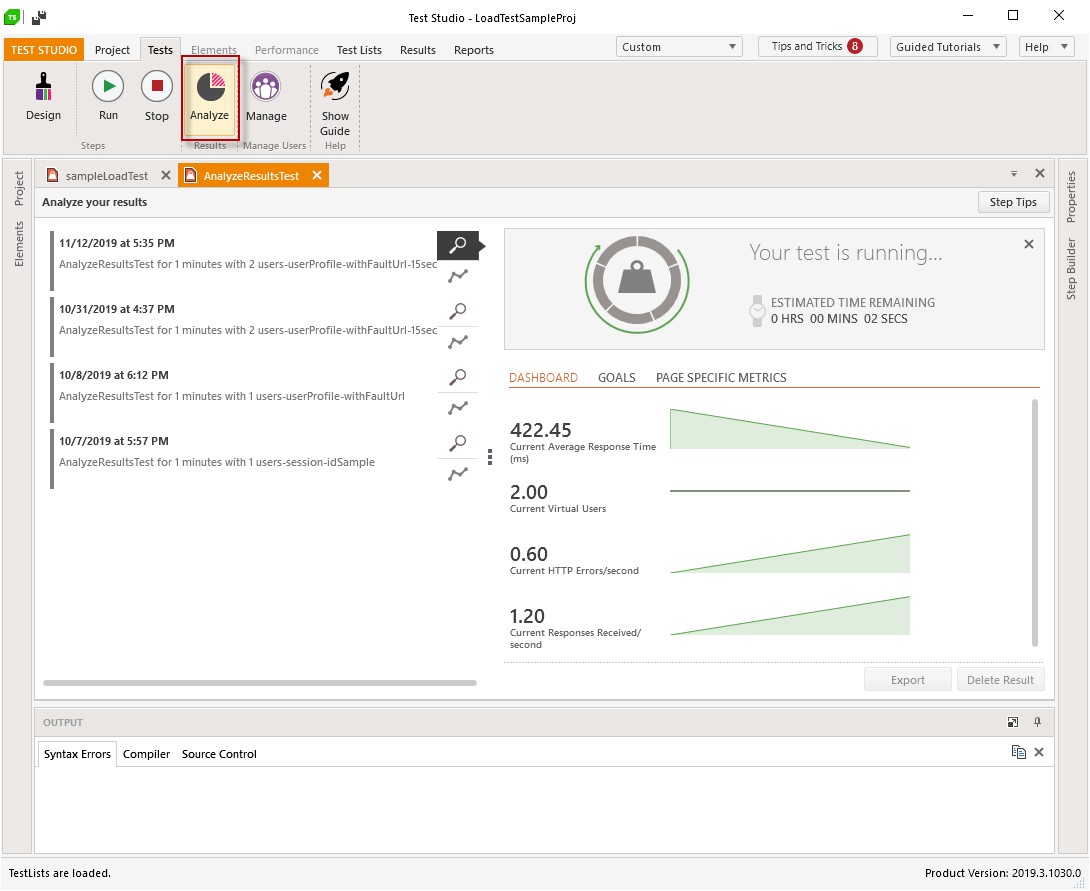 TS
Test Studio - LoadTestSampleProj
TEST STUDIO
Project
Tests
Elements
Performance
Test Lists
Results
Reports
Custom
Tips and Tricks 8
Guided Tutorials
Help
Design
Run
Stop
Analyze
Manage
Show
Guide
Steps
Results
Manage Users
Help
Project
Elements
sampleLoadTest
AnalyzeResultsTest
Analyze your results
Step Tips
11/12/2019 at 5:35 PM
AnalyzeResultsTest for 1 minutes with 2 users-userProfile-withFaultUrl-15sec
10/31/2019 at 4:37 PM
AnalyzeResultsTest for 1 minutes with 2 users-userProfile-withFaultUrl-15sec
10/8/2019 at 6:12 PM
AnalyzeResultsTest for 1 minutes with 1 users-userProfile-withFaultUrl
10/7/2019 at 5:57 PM
AnalyzeResultsTest for 1 minutes with 1 users-session-idSample
Your test is running...
ESTIMATED TIME REMAINING
0 HRS 00 MINS 02 SECS
DASHBOARD
GOALS
PAGE SPECIFIC METRICS
422.45
Current Average Response Time
(ms)
2.00
Current Virtual Users
0.60
Current HTTP Errors/second
1.20
Current Responses Received/
second
Export
Delete Result
Properties
Step Builder
OUTPUT
Syntax Errors
Compiler
Source Control
TestLists are loaded.
Product Version: 2019.3.1030.0